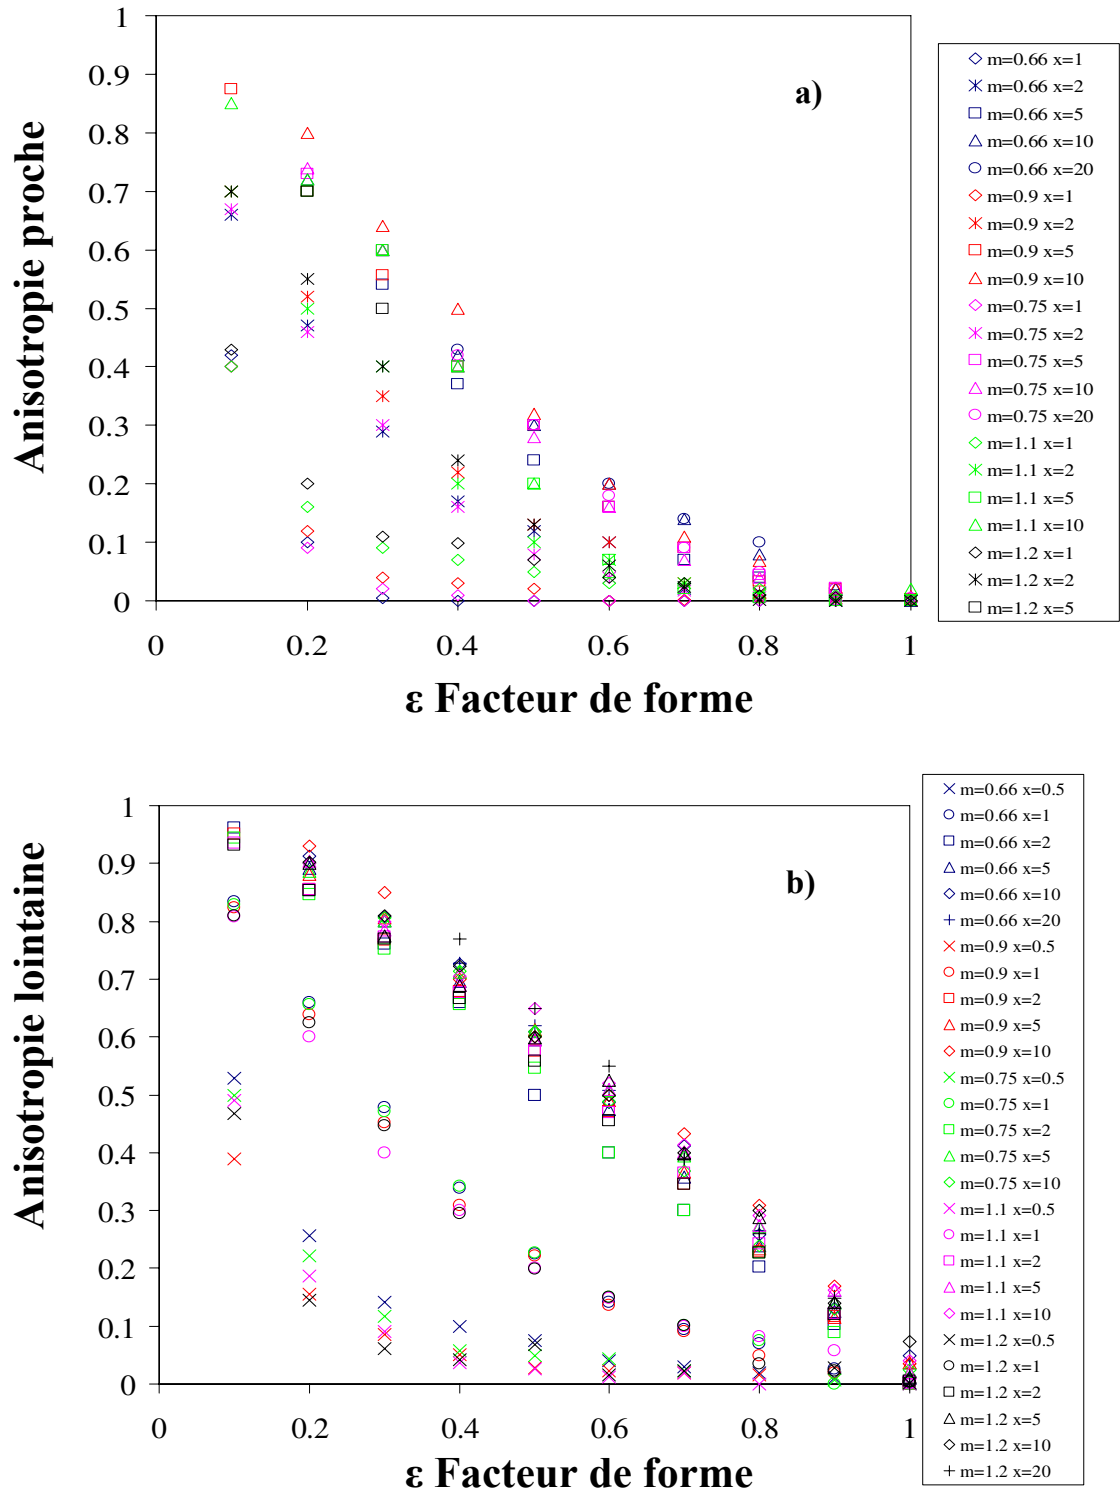 1
0.9
0.8
0.7
0.6
0.5
0.4
0.3
0.2
0.1
0
Anisotropie proche
a)
0 0.2 0.4 0.6 0.8 1
ε Facteur de forme
m=0.66 x=1
m=0.66 x=2
m=0.66 x=5
m=0.66 x=10
m=0.66 x=20
m=0.9 x=1
m=0.9 x=2
m=0.9 x=5
m=0.9 x=10
m=0.75 x=1
m=0.75 x=2
m=0.75 x=5
m=0.75 x=10
m=0.75 x=20
m=1.1 x=1
m=1.1 x=2
m=1.1 x=5
m=1.1 x=10
m=1.2 x=1
m=1.2 x=2
m=1.2 x=5
1
0.9
0.8
0.7
0.6
0.5
0.4
0.3
0.2
0.1
0
Anisotropie lointaine
b)
0 0.2 0.4 0.6 0.8 1
ε Facteur de forme
m=0.66 x=0.5
m=0.66 x=1
m=0.66 x=2
m=0.66 x=5
m=0.66 x=10
m=0.66 x=20
m=0.9 x=0.5
m=0.9 x=1
m=0.9 x=2
m=0.9 x=5
m=0.9 x=10
m=0.75 x=0.5
m=0.75 x=1
m=0.75 x=2
m=0.75 x=5
m=0.75 x=10
m=1.1 x=0.5
m=1.1 x=1
m=1.1 x=2
m=1.1 x=5
m=1.1 x=10
m=1.2 x=0.5
m=1.2 x=1
m=1.2 x=2
m=1.2 x=5
m=1.2 x=10
m=1.2 x=20